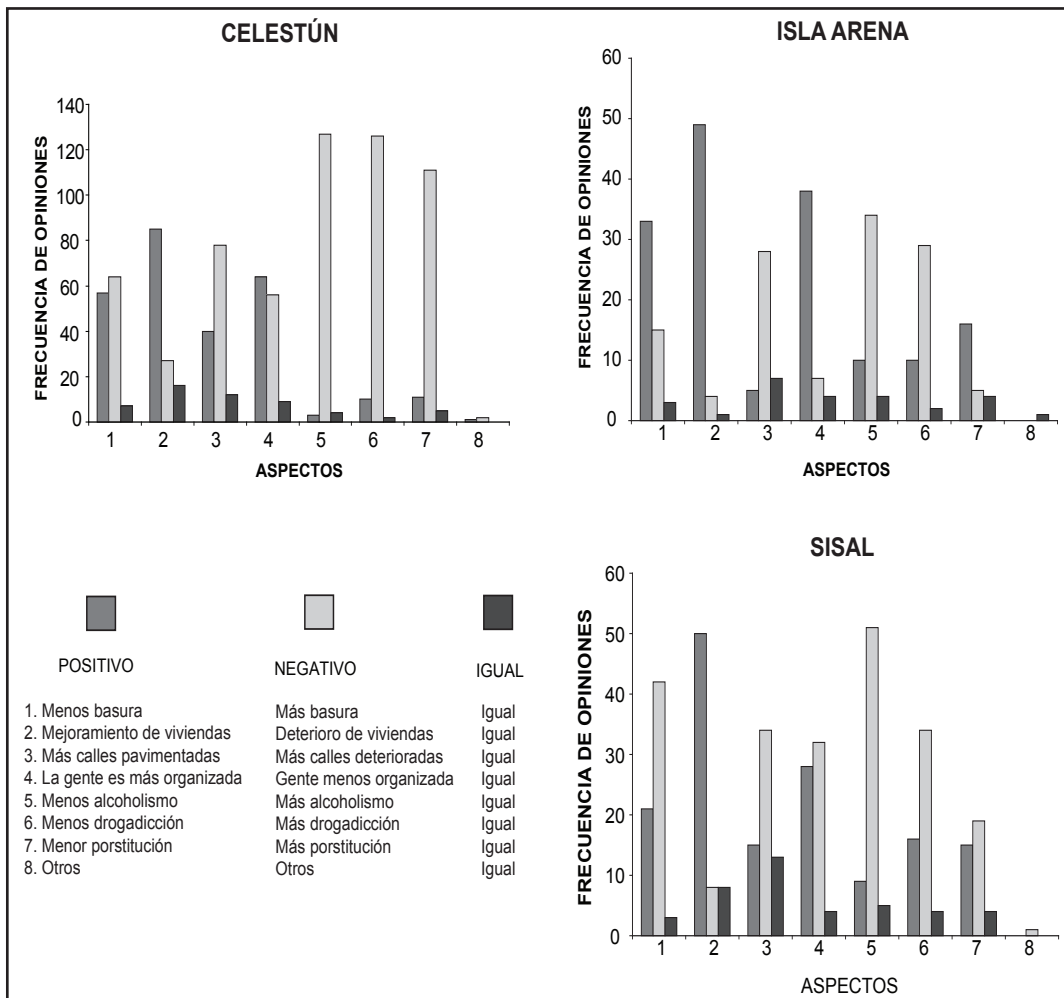 CELESTÚN
FRECUENCIA DE OPINIONES
140
120
100
80
60
40
20
0
1 2 3 4 5 6 7 8
ASPECTOS
ISLA ARENA
FRECUENCIA DE OPINIONES
60
50
40
30
20
10
0
1 2 3 4 5 6 7 8
ASPECTOS
POSITIVO NEGATIVO IGUAL
1. Menos basura Más basura Igual
2. Mejoramiento de viviendas Deterioro de viviendas Igual
3. Más calles pavimentadas Más calles deterioradas Igual
4. La gente es más organizada Gente menos organizada Igual
5. Menos alcoholismo Más alcoholismo Igual
6. Menos drogadicción Más drogadicción Igual
7. Menor porstitución Más porstitución Igual
8. Otros Otros Igual
SISAL
FRECUENCIA DE OPINIONES
60
50
40
30
20
10
0
1 2 3 4 5 6 7 8
ASPECTOS